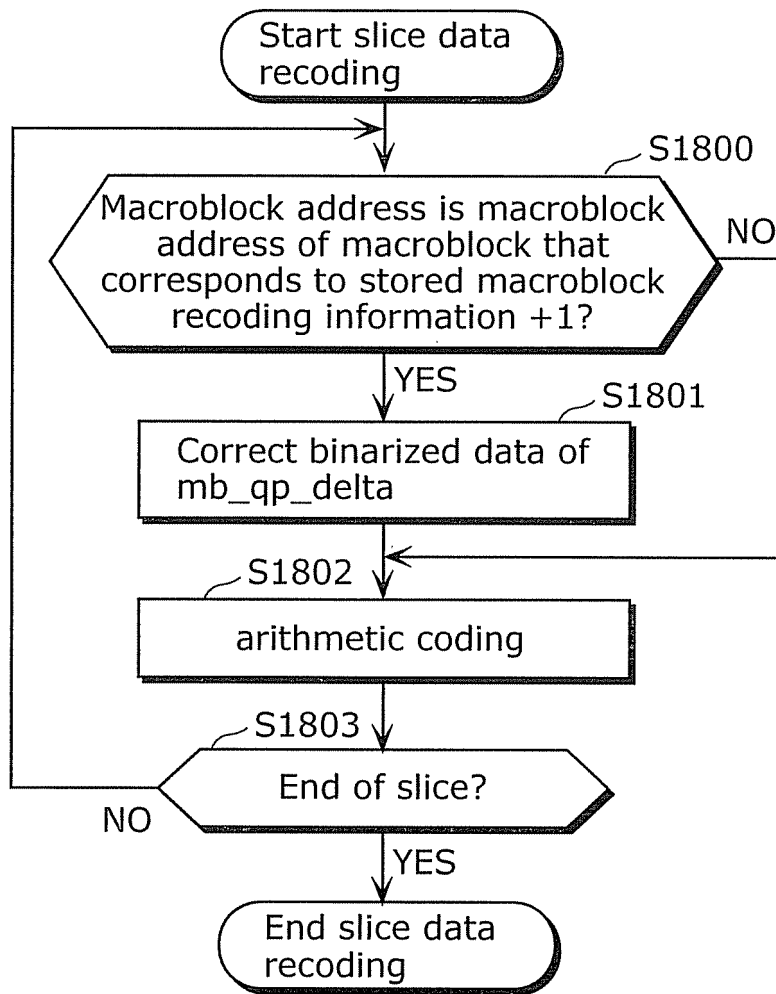 Start slice data
recoding
S1800
Macroblock address is macroblock
address of macroblock that
corresponds to stored macroblock
recoding information +1?
NO
YES
S1801
Correct binarized data of
mb_qp_delta
S1802
arithmetic coding
S1803
End of slice?
NO
YES
End slice data
recoding